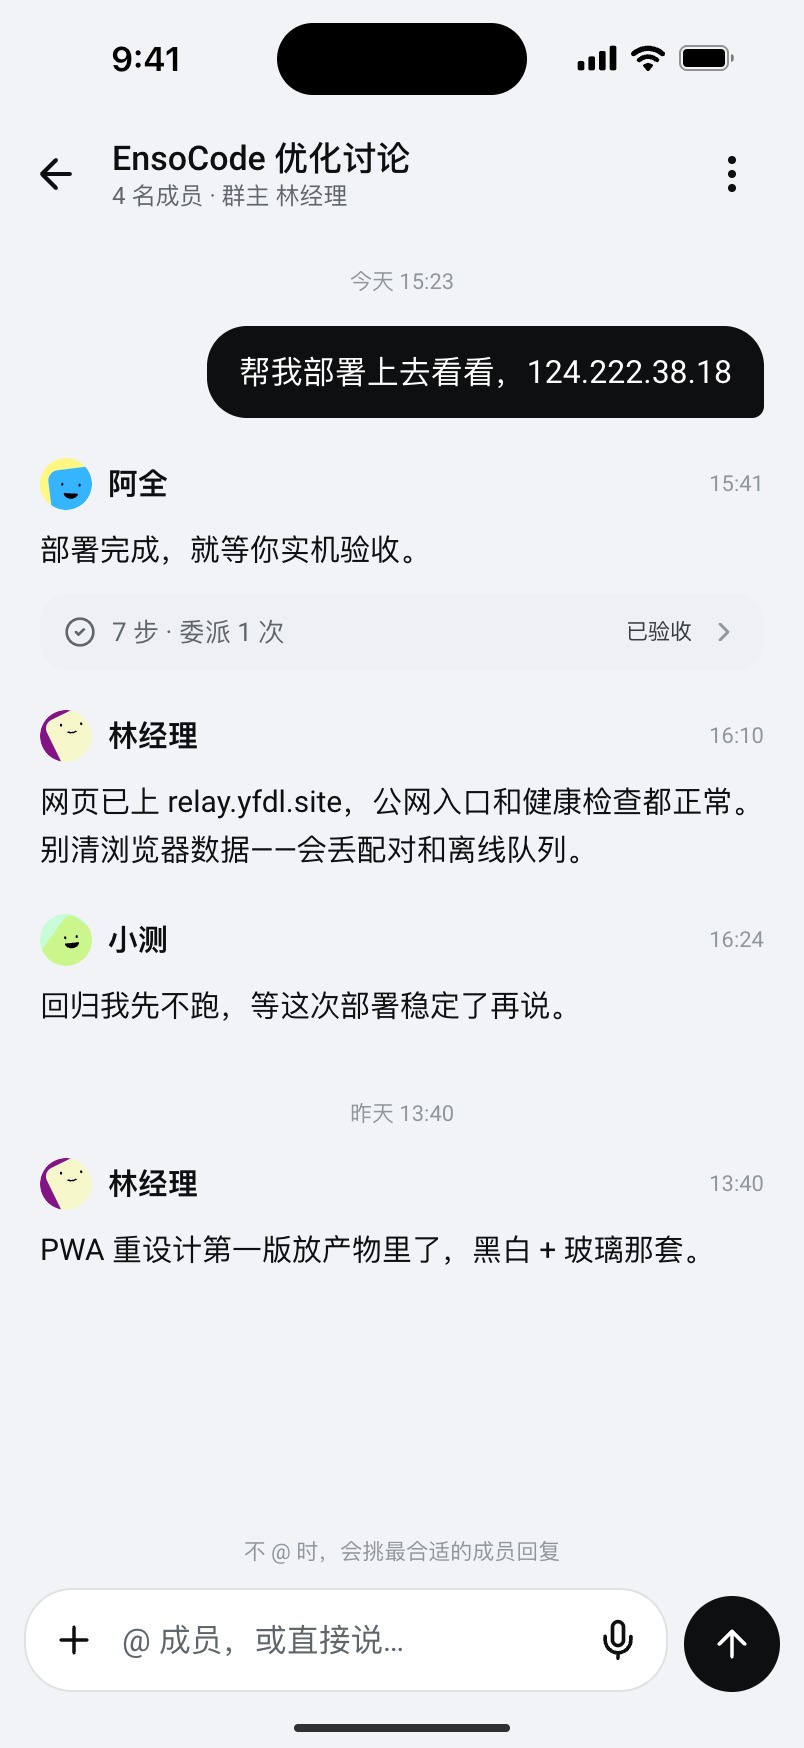 9:41
EnsoCode 优化讨论
4 名成员 · 群主 林经理
今天 15:23
帮我部署上去看看，124.222.38.18
阿全 15:41
部署完成，就等你实机验收。
7 步 · 委派 1 次 已验收
林经理 16:10
网页已上 relay.yfdl.site，公网入口和健康检查都正常。
别清浏览器数据——会丢配对和离线队列。
小测 16:24
回归我先不跑，等这次部署稳定了再说。
昨天 13:40
林经理 13:40
PWA 重设计第一版放产物里了，黑白 + 玻璃那套。
不 @ 时，会挑最合适的成员回复
@ 成员，或直接说...